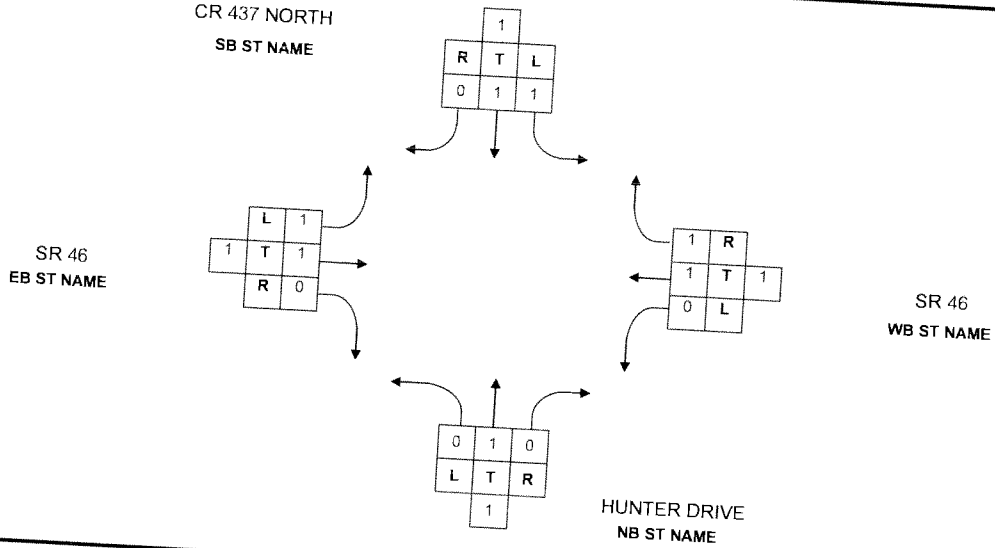 CR 437 NORTH
SB ST NAME
1
R T L
0 1 1
L 1
1 T 1
R 0
SR 46
EB ST NAME
1 R
1 T 1
0 L
SR 46
WB ST NAME
0 1 0
L T R
1
HUNTER DRIVE
NB ST NAME